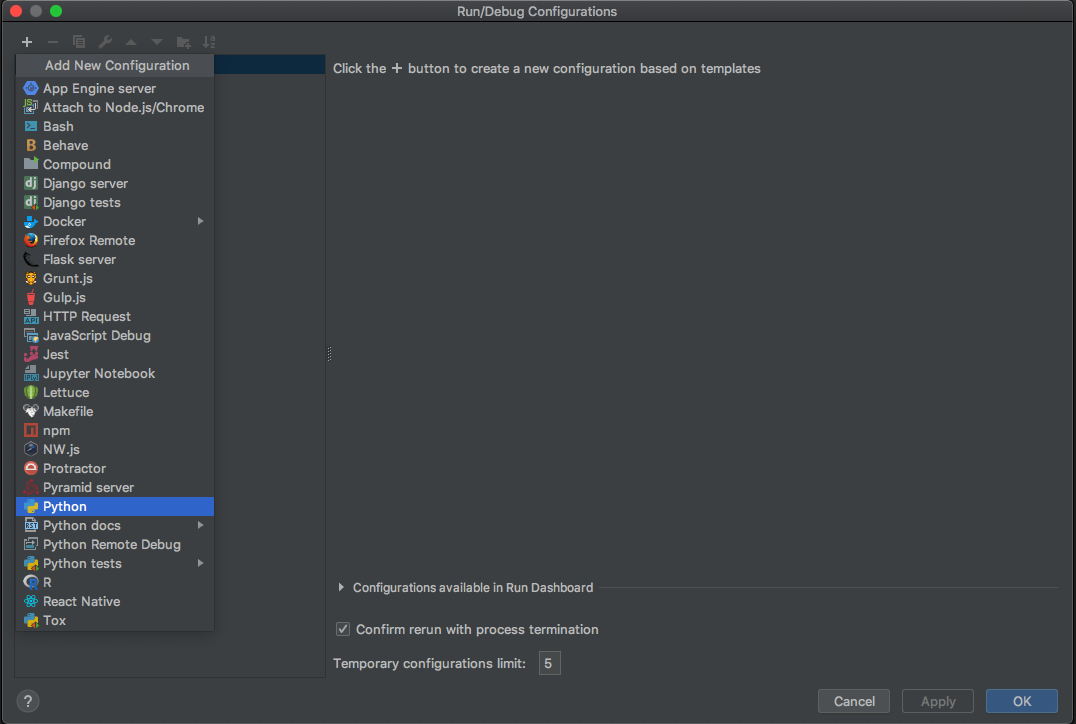 Run/Debug Configurations
Add New Configuration
Click the + button to create a new configuration based on templates
App Engine server
Attach to Node.js/Chrome
Bash
Behave
Compound
Django server
Django tests
Docker
Firefox Remote
Flask server
Grunt.js
Gulp.js
HTTP Request
JavaScript Debug
Jest
Jupyter Notebook
Lettuce
Makefile
npm
NW.js
Protractor
Pyramid server
Python
Python docs
Python Remote Debug
Python tests
R
React Native
Tox
Configurations available in Run Dashboard
Confirm rerun with process termination
Temporary configurations limit: 5
? Cancel Apply OK